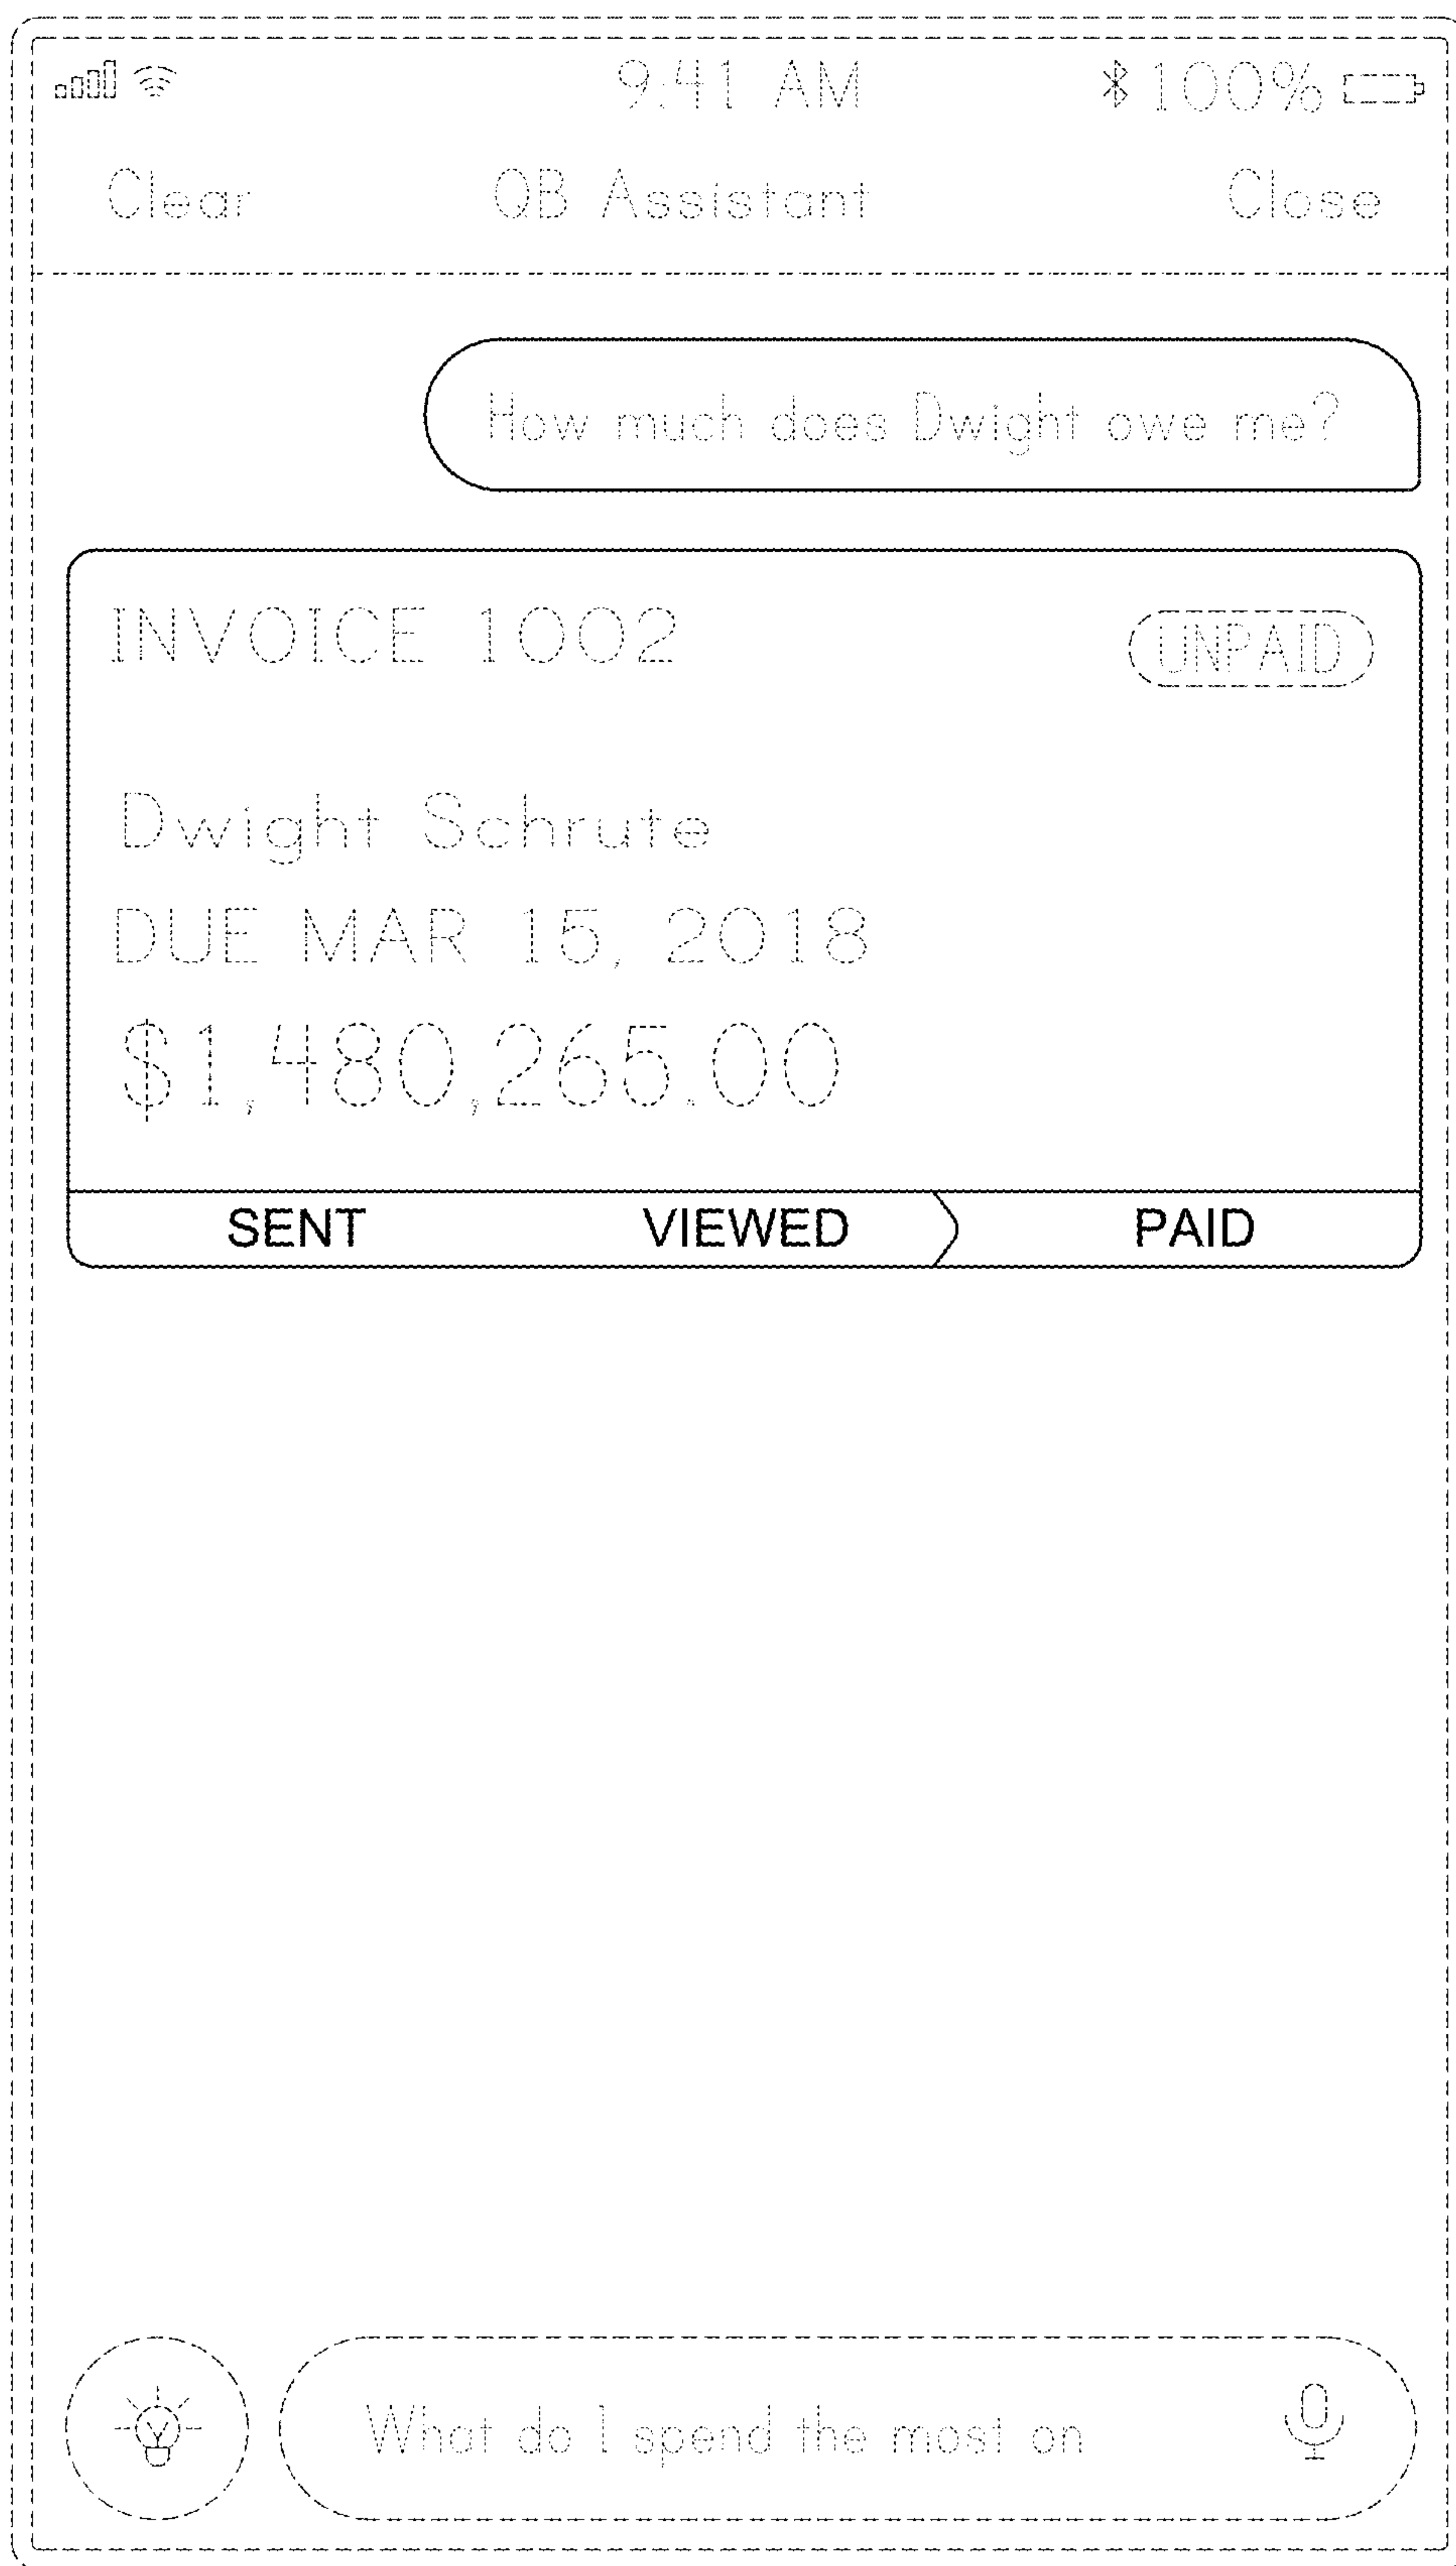 9:41 AM 100%
Clear QB Assistant Close
How much does Dwight owe me?
INVOICE 1002 UNPAID
Dwight Schrute
DUE MAR 15, 2018
$1,480,265.00
SENT VIEWED PAID
What do I spend the most on